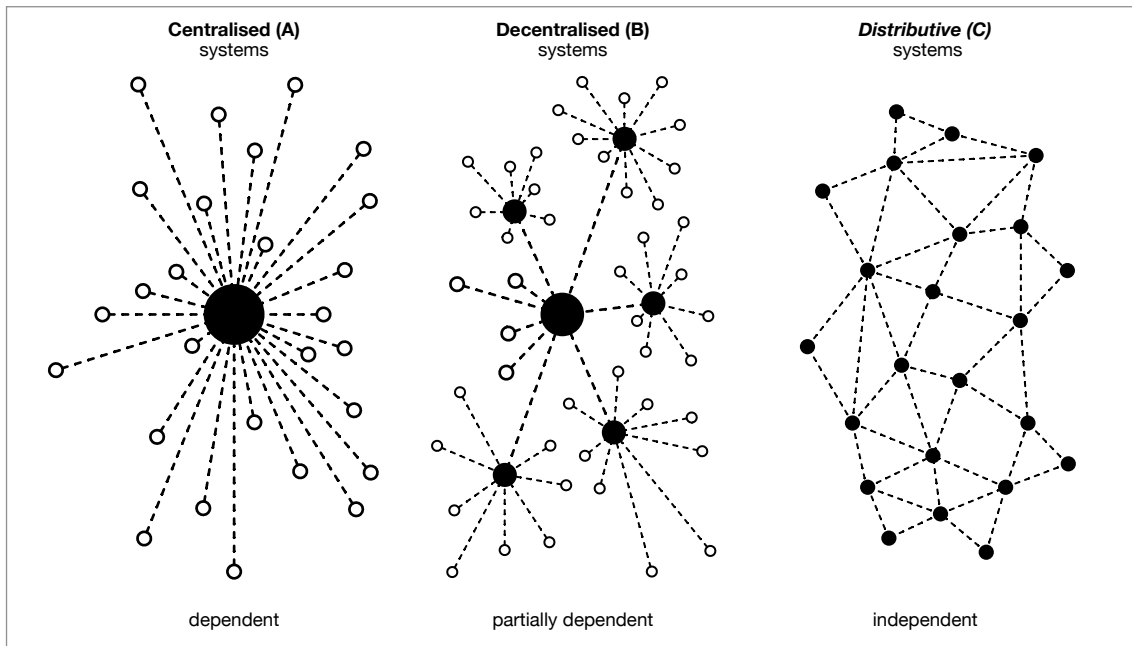 Centralised (A)
systems
Decentralised (B)
systems
Distributive (C)
systems
dependent
partially dependent
independent